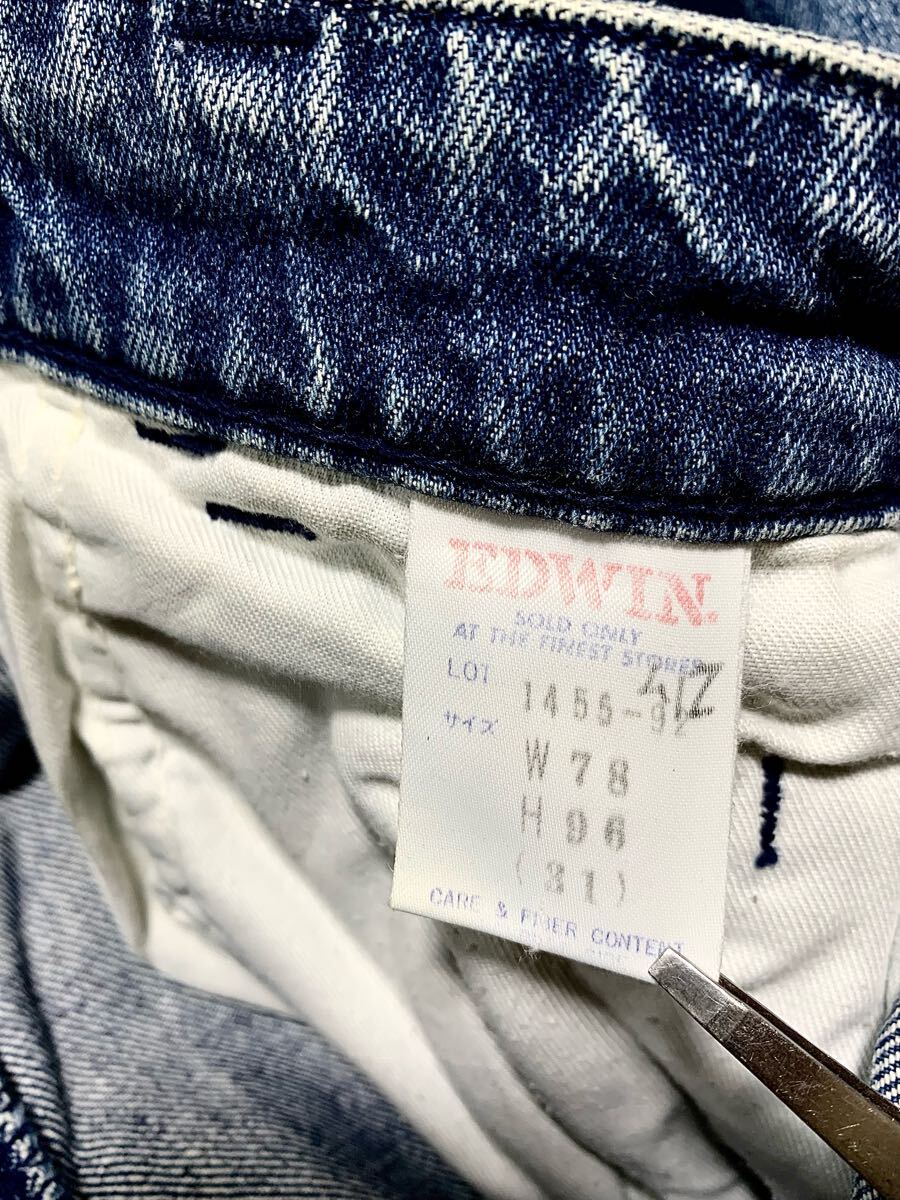 EDWIN.
SOLD ONLY
AT THE FINEST STORES
LOT 1455-92
サイズ W78
H96
(31)
CARE & FIBER CONTENT